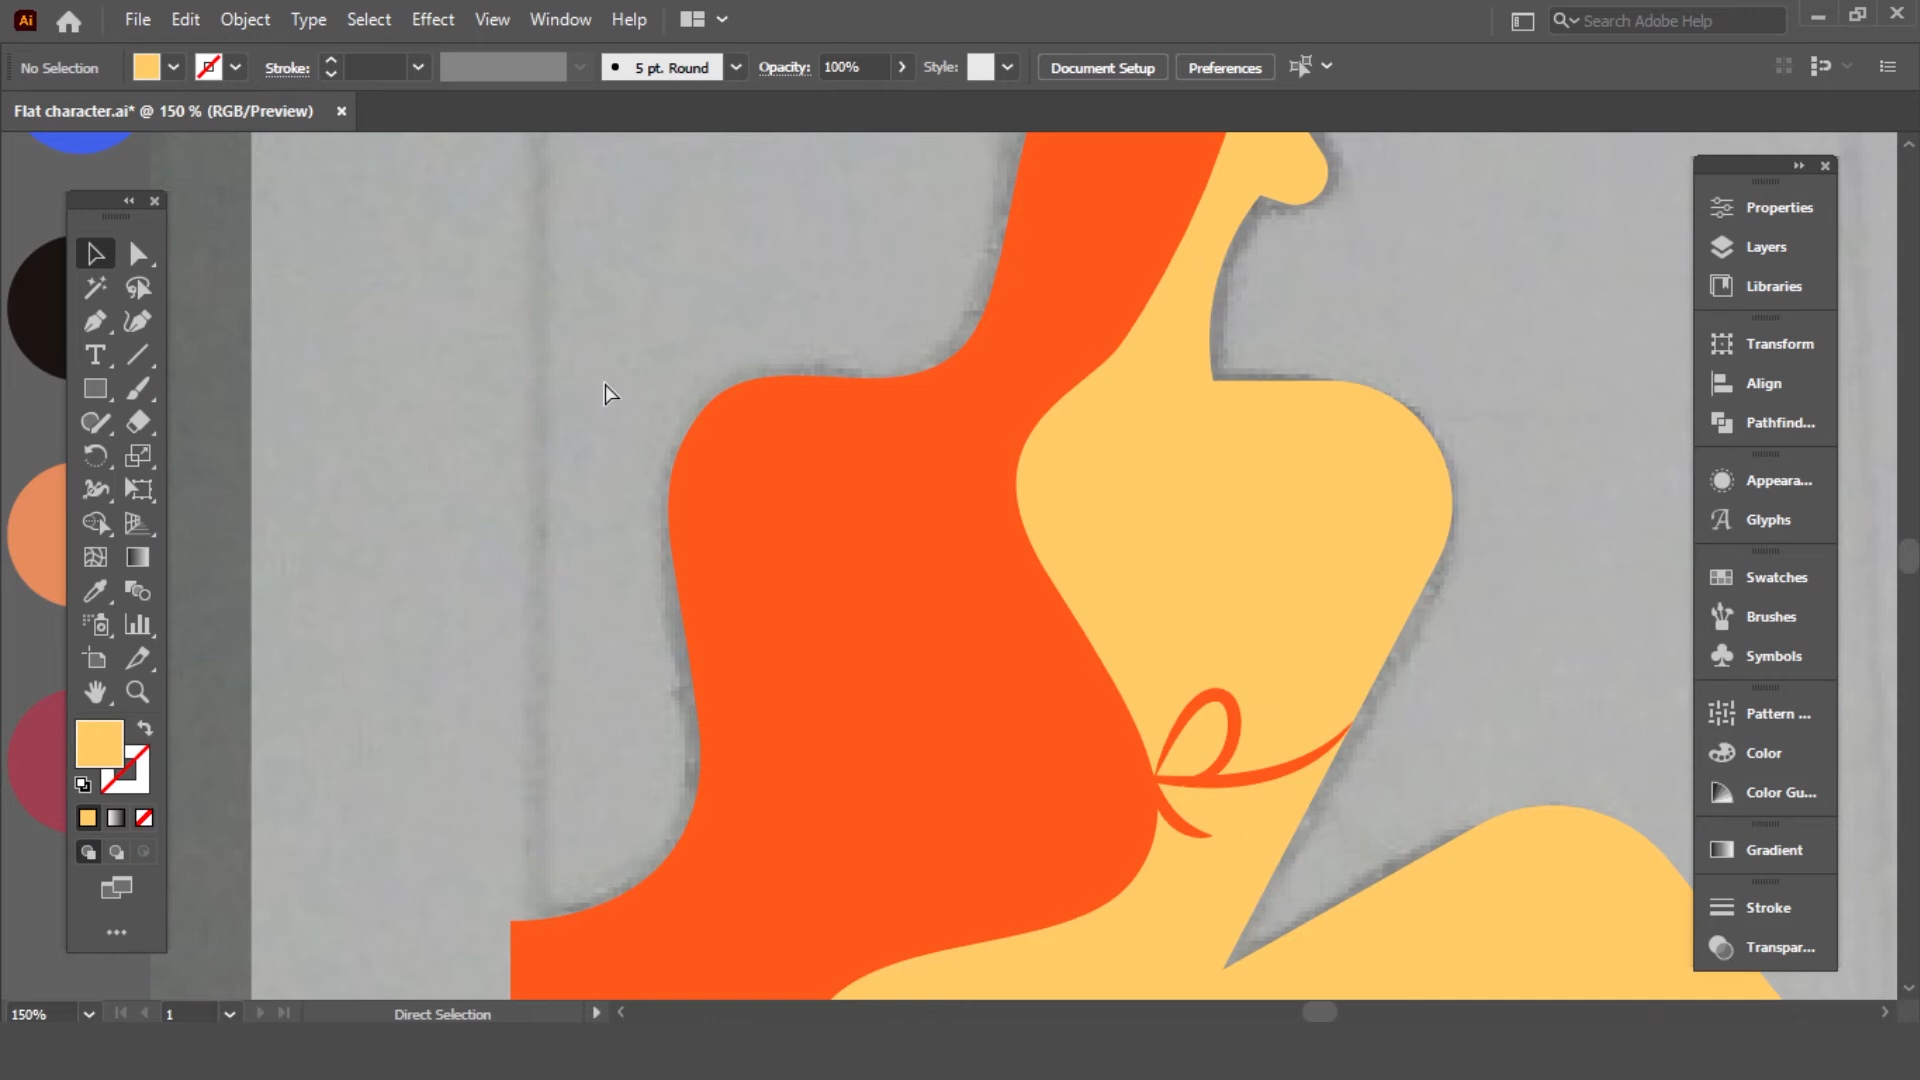 Ai File Edit Object Type Select Effect View Window Help Search Adobe Help
No Selection Stroke: 5 pt. Round Opacity: 100% Style: Document Setup Preferences
Flat character.ai* @ 150 % (RGB/Preview)
Properties
Layers
Libraries
Transform
Align
Pathfind...
Appeara...
Glyphs
Swatches
Brushes
Symbols
Pattern ...
Color
Color Gu...
Gradient
Stroke
Transpar...
150% 1 Direct Selection